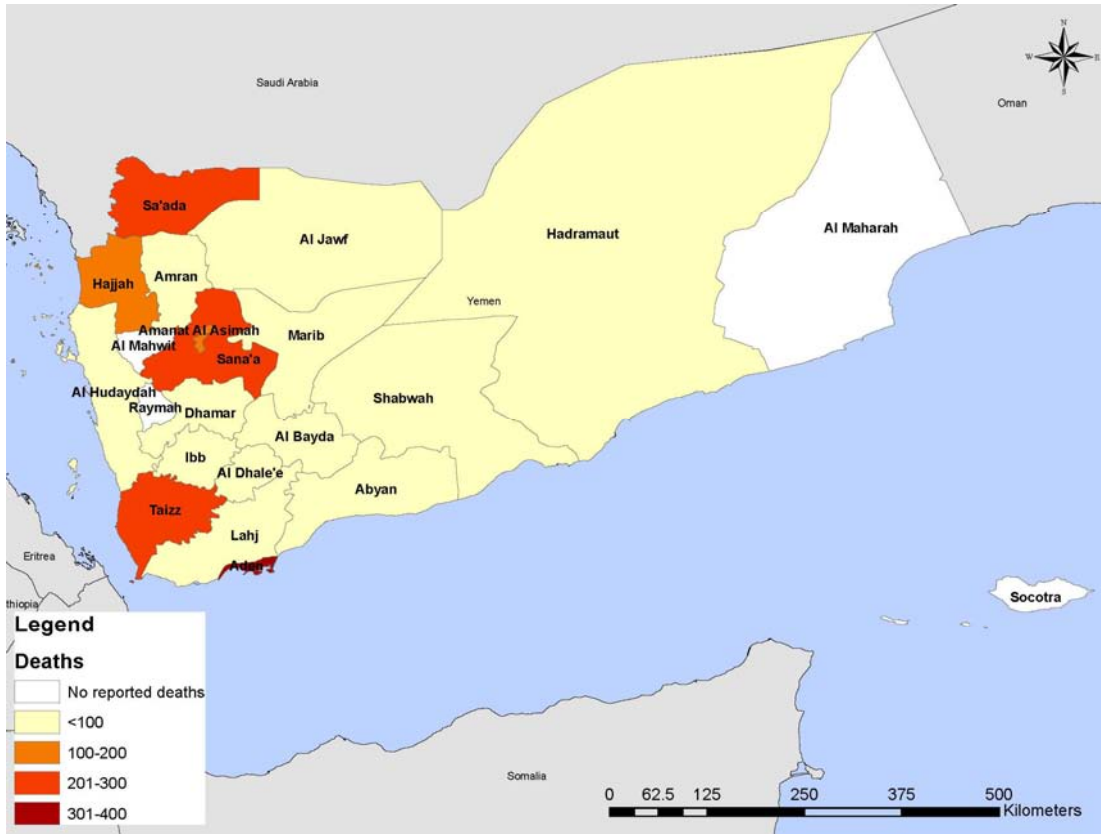 N
W
E
S
Saudi Arabia
Oman
Sa'ada
Al Jawf
Hadramaut
Al Maharah
Hajjah
Amran
Yemen
Amanat Al Asimah
Marib
Al Mahwit
Sana'a
Al Hudaydah
Shabwah
Raymah
Dhamar
Al Bayda
Ibb
Al Dhale'e
Abyan
Taizz
Lahj
Eritrea
Aden
Socotra
thiopia
Legend
Deaths
No reported deaths
<100
100-200
201-300
301-400
Somalia
0 62.5 125 250 375 500
Kilometers